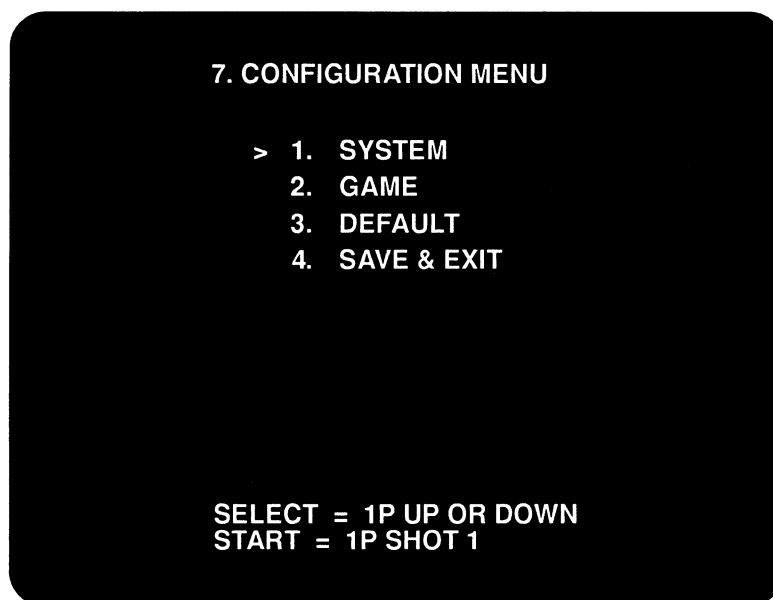 7. CONFIGURATION MENU
> 1. SYSTEM
2. GAME
3. DEFAULT
4. SAVE & EXIT
SELECT = 1P UP OR DOWN
START = 1P SHOT 1